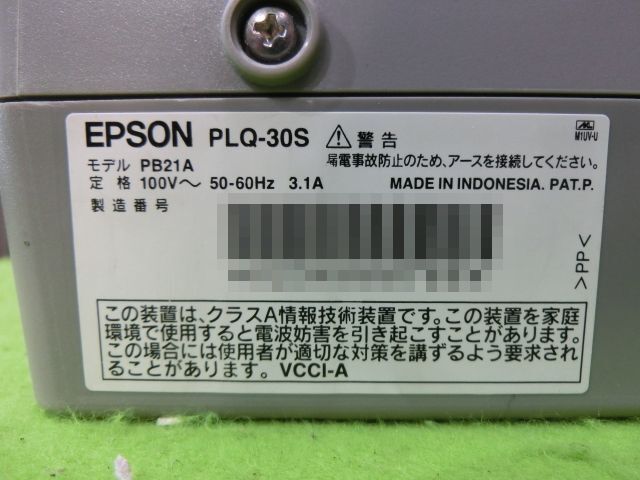 EPSON PLQ-30S
警告
モデル PB21A
感電事故防止のため、アースを接続してください。
定格 100V～ 50-60Hz 3.1A
MADE IN INDONESIA. PAT.P.
製造番号
M1UV-U
>PP<
この装置は、クラスA情報技術装置です。この装置を家庭
環境で使用すると電波妨害を引き起こすことがあります。
この場合には使用者が適切な対策を講ずるよう要求され
ることがあります。 VCCI-A